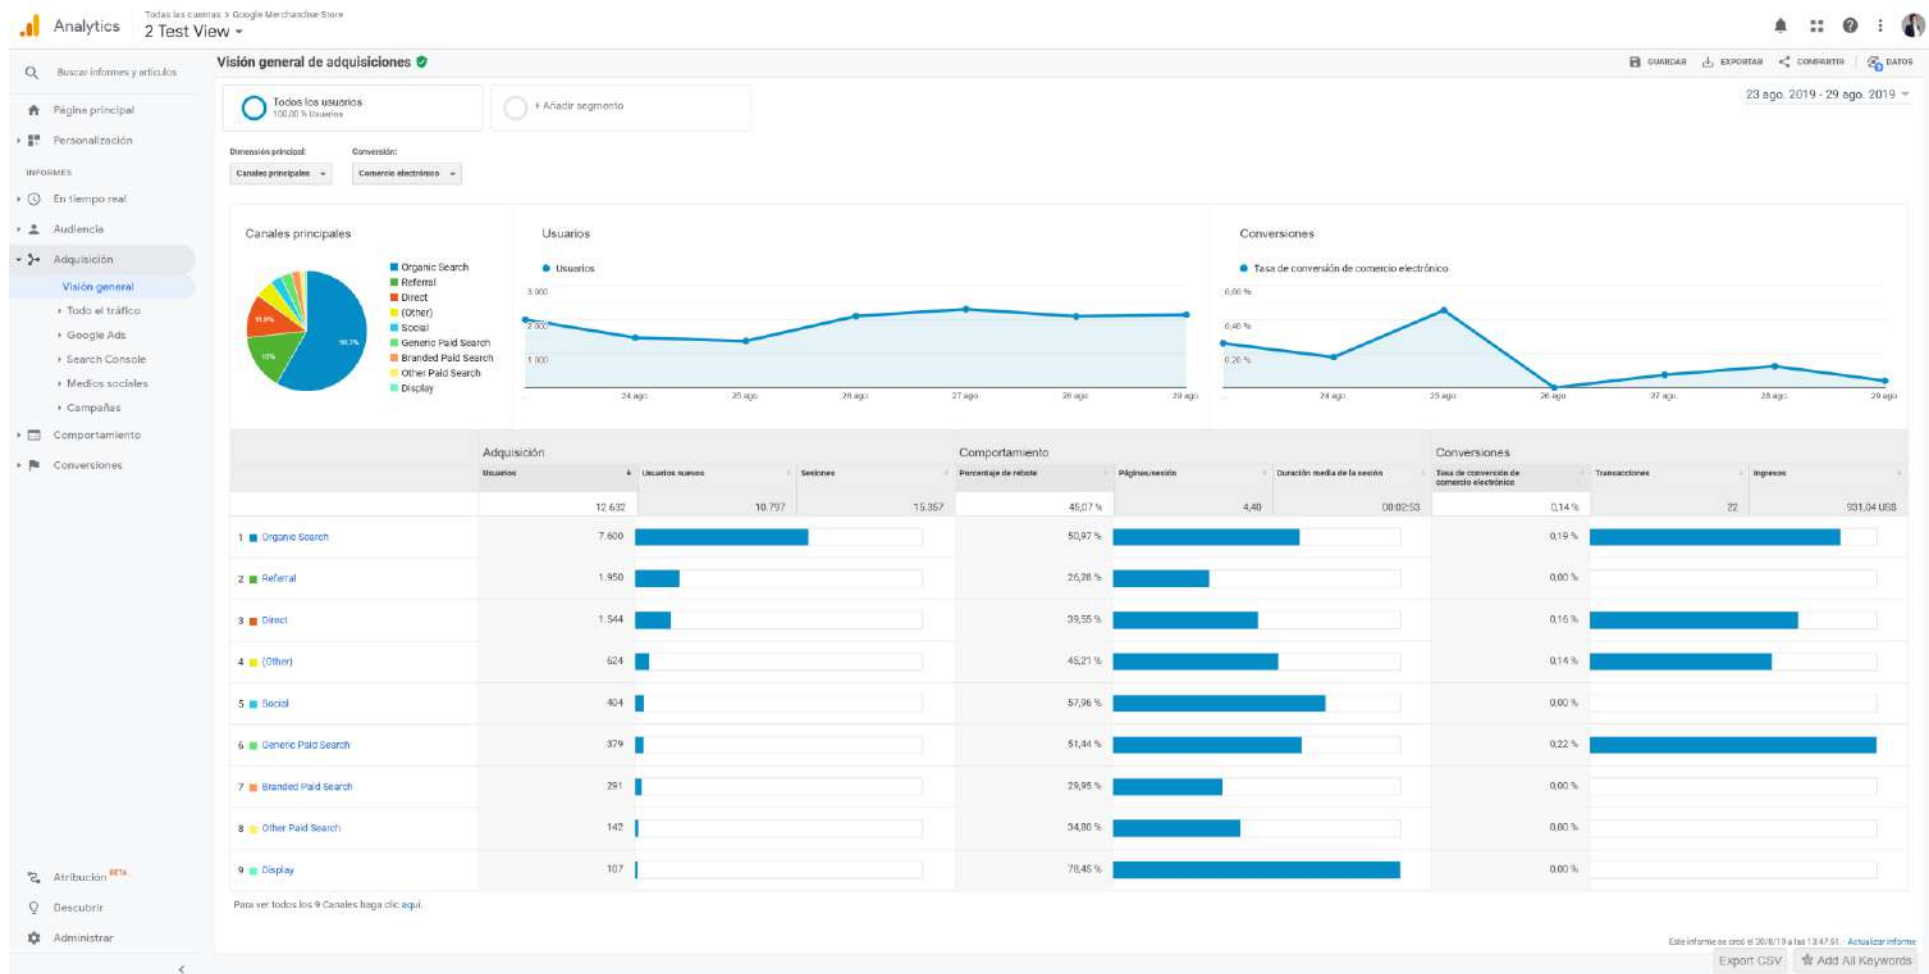 Todas las cuentas > Google Merchandise Store
Analytics
2 Test View
Buscar informes y artículos
Visión general de adquisiciones
GUARDAR
EXPORTAR
COMPARTIR
DATOS
Página principal
Personalización
INFORMES
En tiempo real
Audiencia
Adquisición
Visión general
Todo el tráfico
Google Ads
Search Console
Medios sociales
Campañas
Comportamiento
Conversiones
Atribución BETA
Descubrir
Administrar
Todos los usuarios
100,00 % Usuarios
+ Añadir segmento
23 ago. 2019 - 29 ago. 2019
Dimensión principal:
Conversión:
Canales principales
Comercio electrónico
Canales principales
Organic Search
Referral
Direct
(Other)
Social
Generic Paid Search
Branded Paid Search
Other Paid Search
Display
Usuarios
Usuarios
3.000
2.000
1.000
24 ago.
25 ago.
26 ago.
27 ago.
28 ago.
29 ago.
Conversiones
Tasa de conversión de comercio electrónico
0,60 %
0,40 %
0,20 %
24 ago.
25 ago.
26 ago.
27 ago.
28 ago.
29 ago.
Adquisición
Comportamiento
Conversiones
Usuarios
Usuarios nuevos
Sesiones
Porcentaje de rebote
Páginas/sesión
Duración media de la sesión
Tasa de conversión de
comercio electrónico
Transacciones
Ingresos
12.632
10.797
15.357
45,07 %
4,40
00:02:53
0,14 %
22
931,04 US$
1 Organic Search 7.600 50,97 % 0,19 %
2 Referral 1.950 26,28 % 0,00 %
3 Direct 1.544 39,55 % 0,16 %
4 (Other) 624 45,21 % 0,14 %
5 Social 404 57,96 % 0,00 %
6 Generic Paid Search 379 51,44 % 0,22 %
7 Branded Paid Search 291 29,95 % 0,00 %
8 Other Paid Search 142 34,80 % 0,00 %
9 Display 107 78,45 % 0,00 %
Para ver todos los 9 Canales haga clic aquí.
Actualizar informe
Export CSV
Add All Keywords